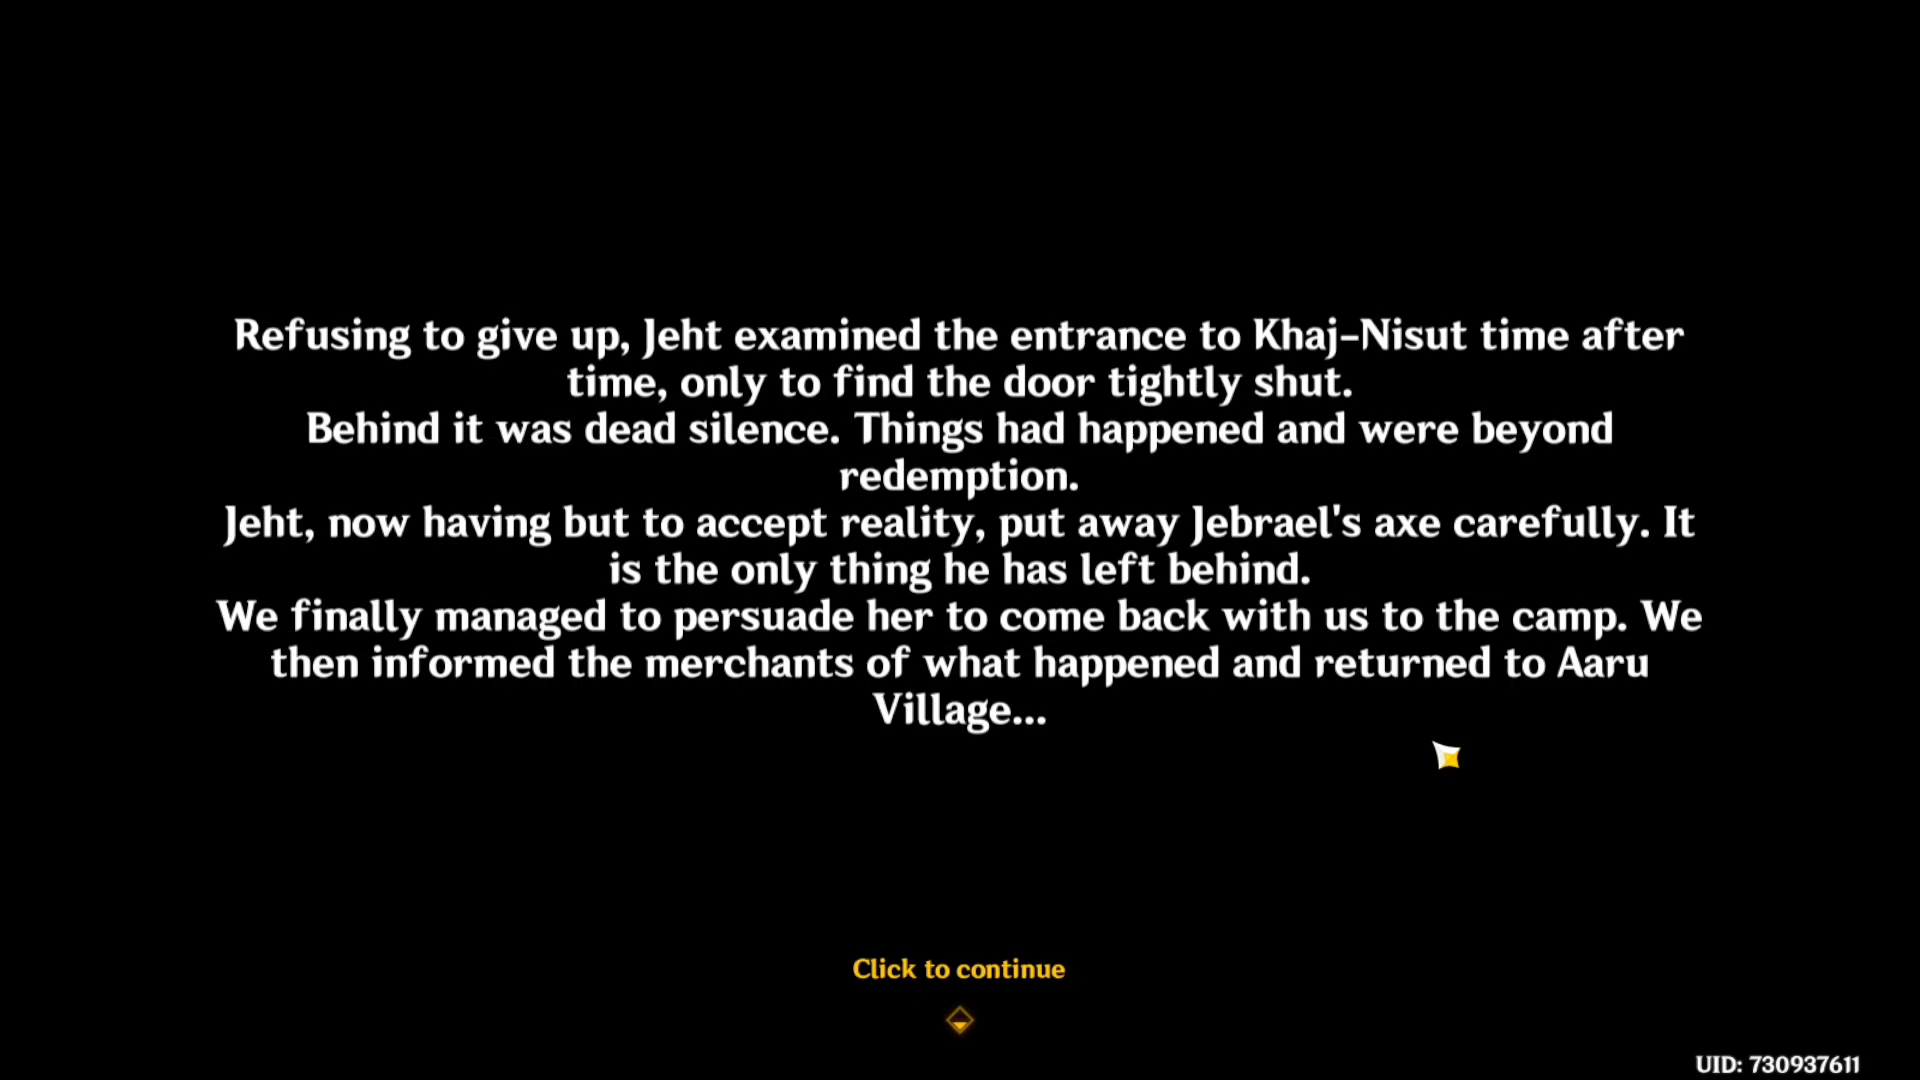 Refusing to give up, Jeht examined the entrance to Khaj-Nisut time after
time, only to find the door tightly shut.
Behind it was dead silence. Things had happened and were beyond
redemption.
Jeht, now having but to accept reality, put away Jebrael's axe carefully. It
is the only thing he has left behind.
We finally managed to persuade her to come back with us to the camp. We
then informed the merchants of what happened and returned to Aaru
Village...
Click to continue
UID: 730937611